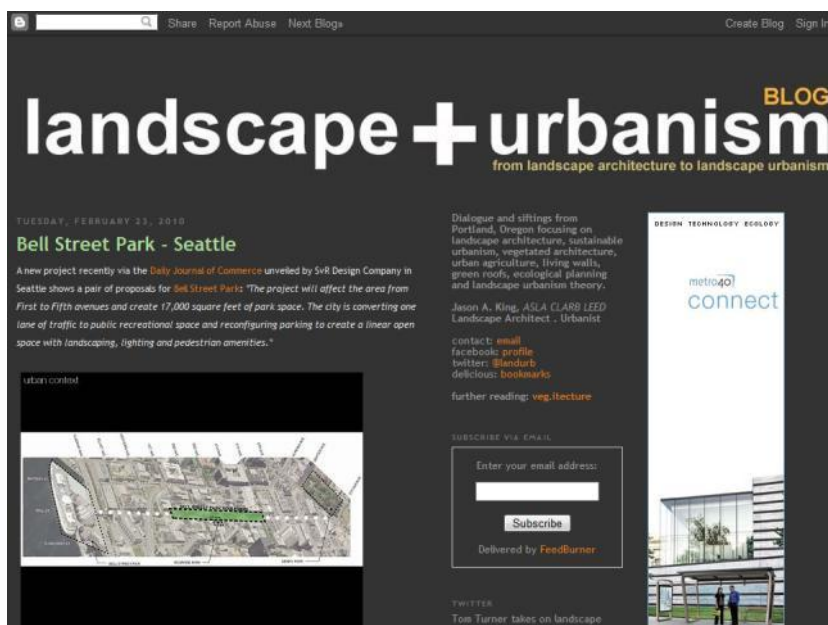 Share Report Abuse Next Blog»
Create Blog Sign In
BLOG
landscape+urbanism
from landscape architecture to landscape urbanism
TUESDAY, FEBRUARY 23, 2010
Bell Street Park - Seattle
A new project recently via the Daily Journal of Commerce unveiled by SvR Design Company in
Seattle shows a pair of proposals for Bell Street Park: "The project will affect the area from
First to Fifth avenues and create 17,000 square feet of park space. The city is converting one
lane of traffic to public recreational space and reconfiguring parking to create a linear open
space with landscaping, lighting and pedestrian amenities."
urban context
Dialogue and siftings from
Portland, Oregon focusing on
landscape architecture, sustainable
urbanism, vegetated architecture,
urban agriculture, living walls,
green roofs, ecological planning
and landscape urbanism theory.
Jason A. King, ASLA CLARB LEED
Landscape Architect . Urbanist
contact: email
facebook: profile
twitter: @landurb
delicious: bookmarks
further reading: veg.itecture
SUBSCRIBE VIA EMAIL
Enter your email address:
Subscribe
Delivered by FeedBurner
TWITTER
Tom Turner takes on landscape
DESIGN TECHNOLOGY ECOLOGY
metro40
connect